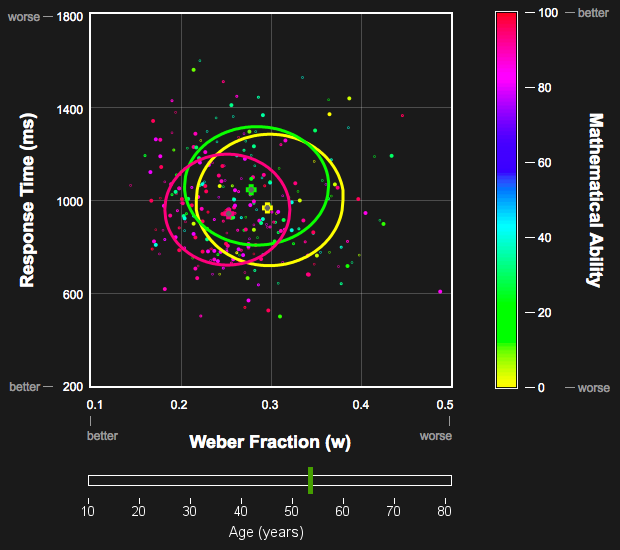 worse
1800
1400
1000
600
better
200
Response Time (ms)
0.1 0.2 0.3 0.4 0.5
better
worse
Weber Fraction (w)
10 20 30 40 50 60 70 80
Age (years)
100
better
80
60
40
20
0
worse
Mathematical Ability